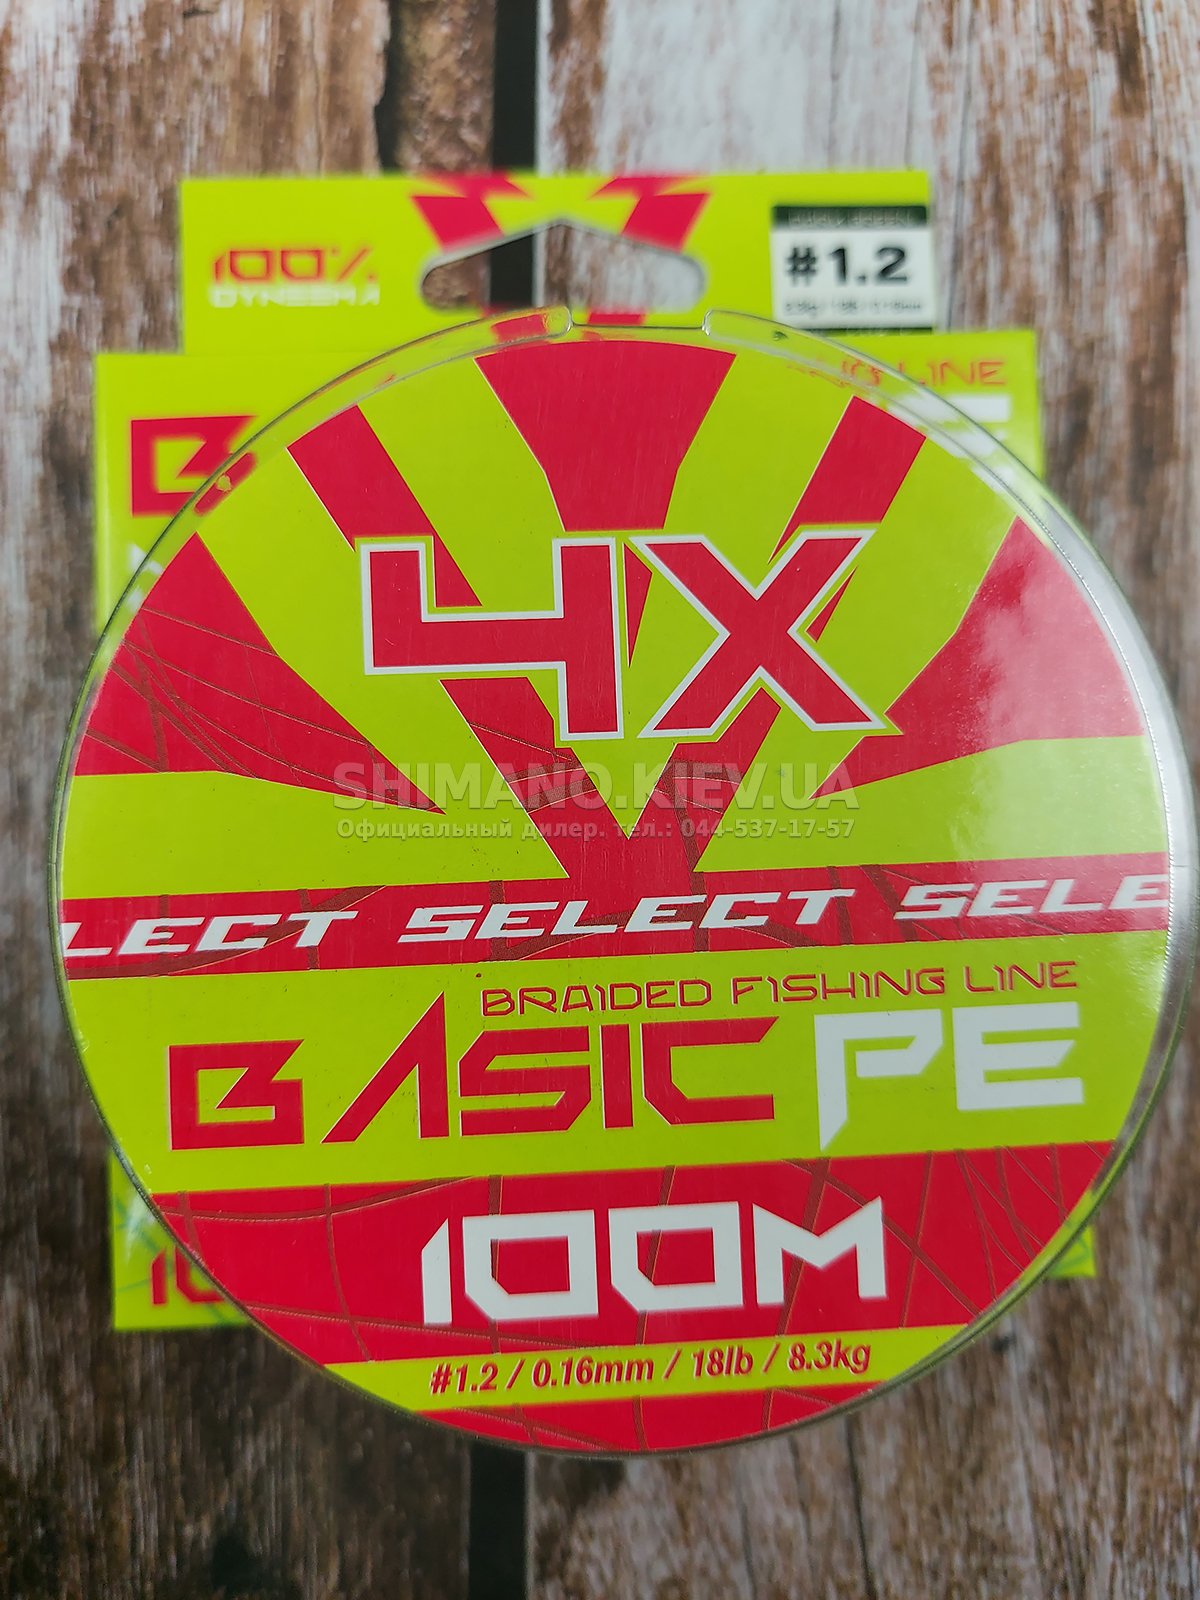 100%
DYNEEMA
#1.2
LINE
4X
SHIMANO.KIEV.UA
Официальный дилер. тел.: 044-537-17-57
LECT SELECT SELE
BRAIDED FISHING LINE
BASIC PE
100M
#1.2 / 0.16mm / 18lb / 8.3kg